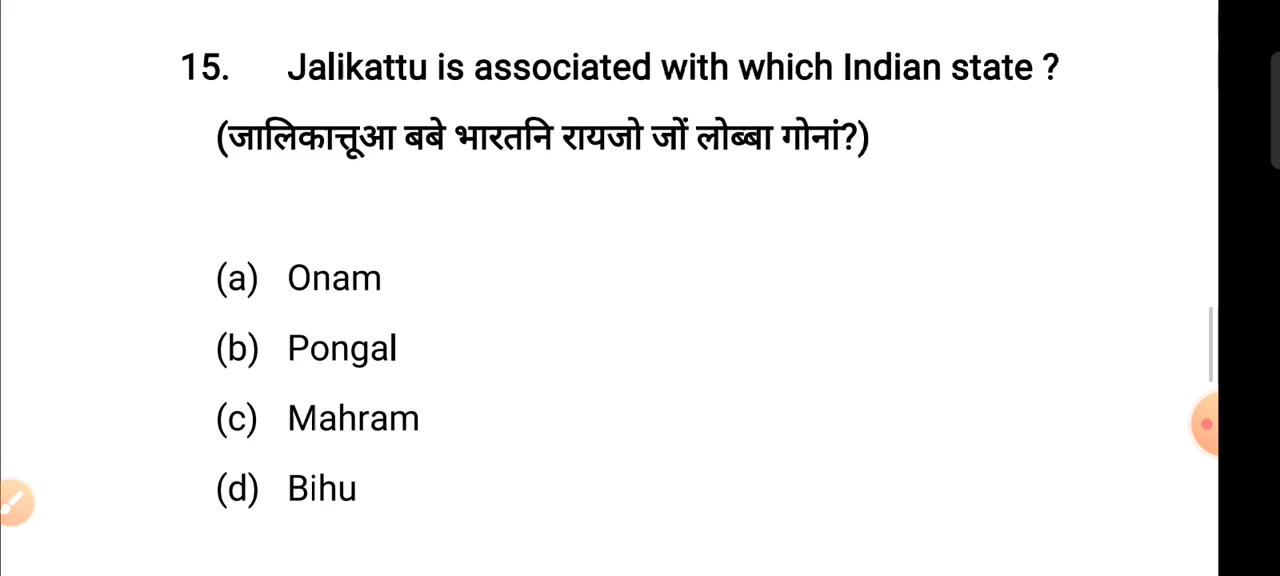 15. Jalikattu is associated with which Indian state ?
(जालिकात्तूआ बबे भारतनि रायजो जों लोब्बा गोनां?)
(a) Onam
(b) Pongal
(c) Mahram
(d) Bihu